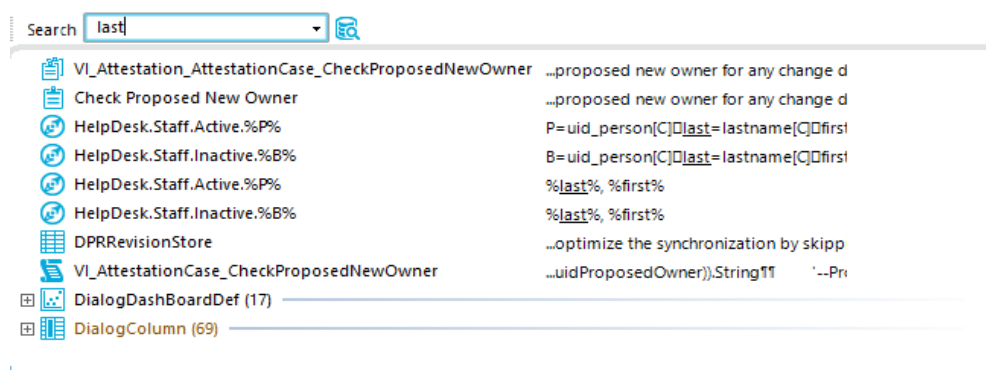 Search last
VI_Attestation_AttestationCase_CheckProposedNewOwner ...proposed new owner for any change d
Check Proposed New Owner ...proposed new owner for any change d
HelpDesk.Staff.Active.%P% P=uid_person[C]▯last=lastname[C]▯first
HelpDesk.Staff.Inactive.%B% B=uid_person[C]▯last=lastname[C]▯first
HelpDesk.Staff.Active.%P% %last%, %first%
HelpDesk.Staff.Inactive.%B% %last%, %first%
DPRRevisionStore ...optimize the synchronization by skipp
VI_AttestationCase_CheckProposedNewOwner ...uidProposedOwner)).String¶¶ '--Pro
DialogDashBoardDef (17)
DialogColumn (69)